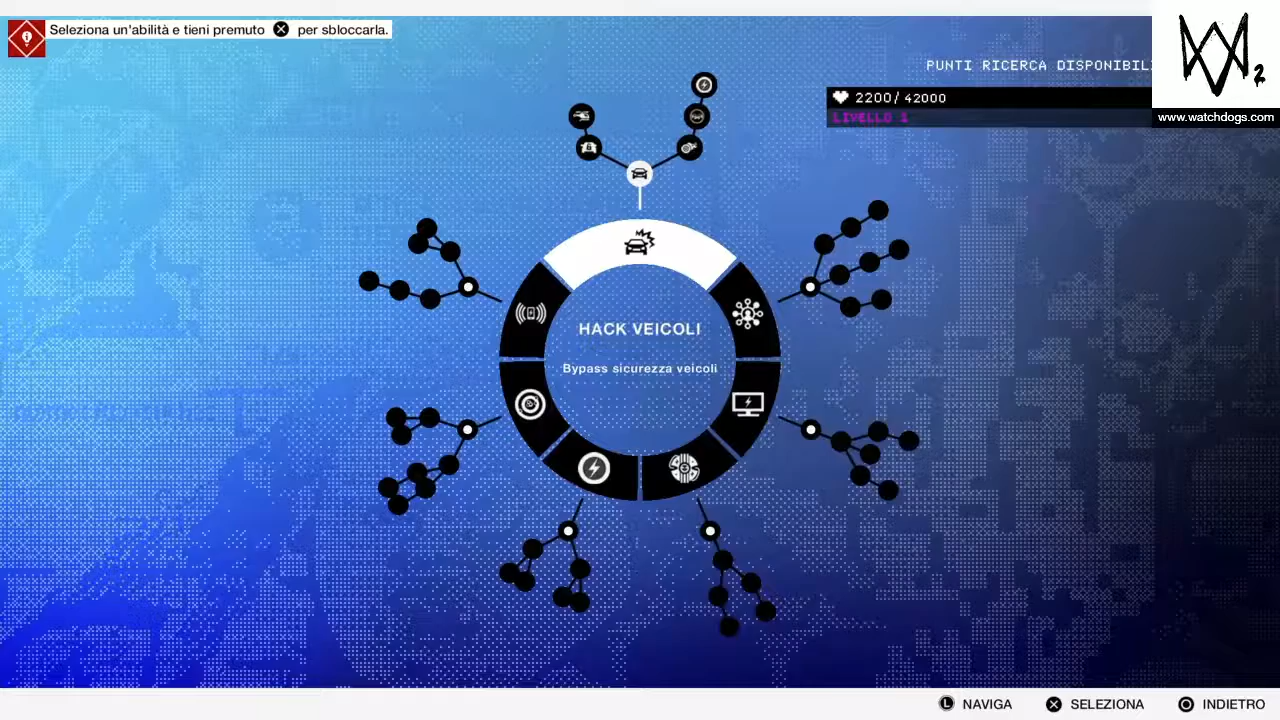 Seleziona un'abilità e tieni premuto ⓧ per sbloccarla.
PUNTI RICERCA DISPONIBILI
2200/ 42000
LIVELLO 1
2
www.watchdogs.com
HACK VEICOLI
Bypass sicurezza veicoli
L NAVIGA
SELEZIONA
INDIETRO